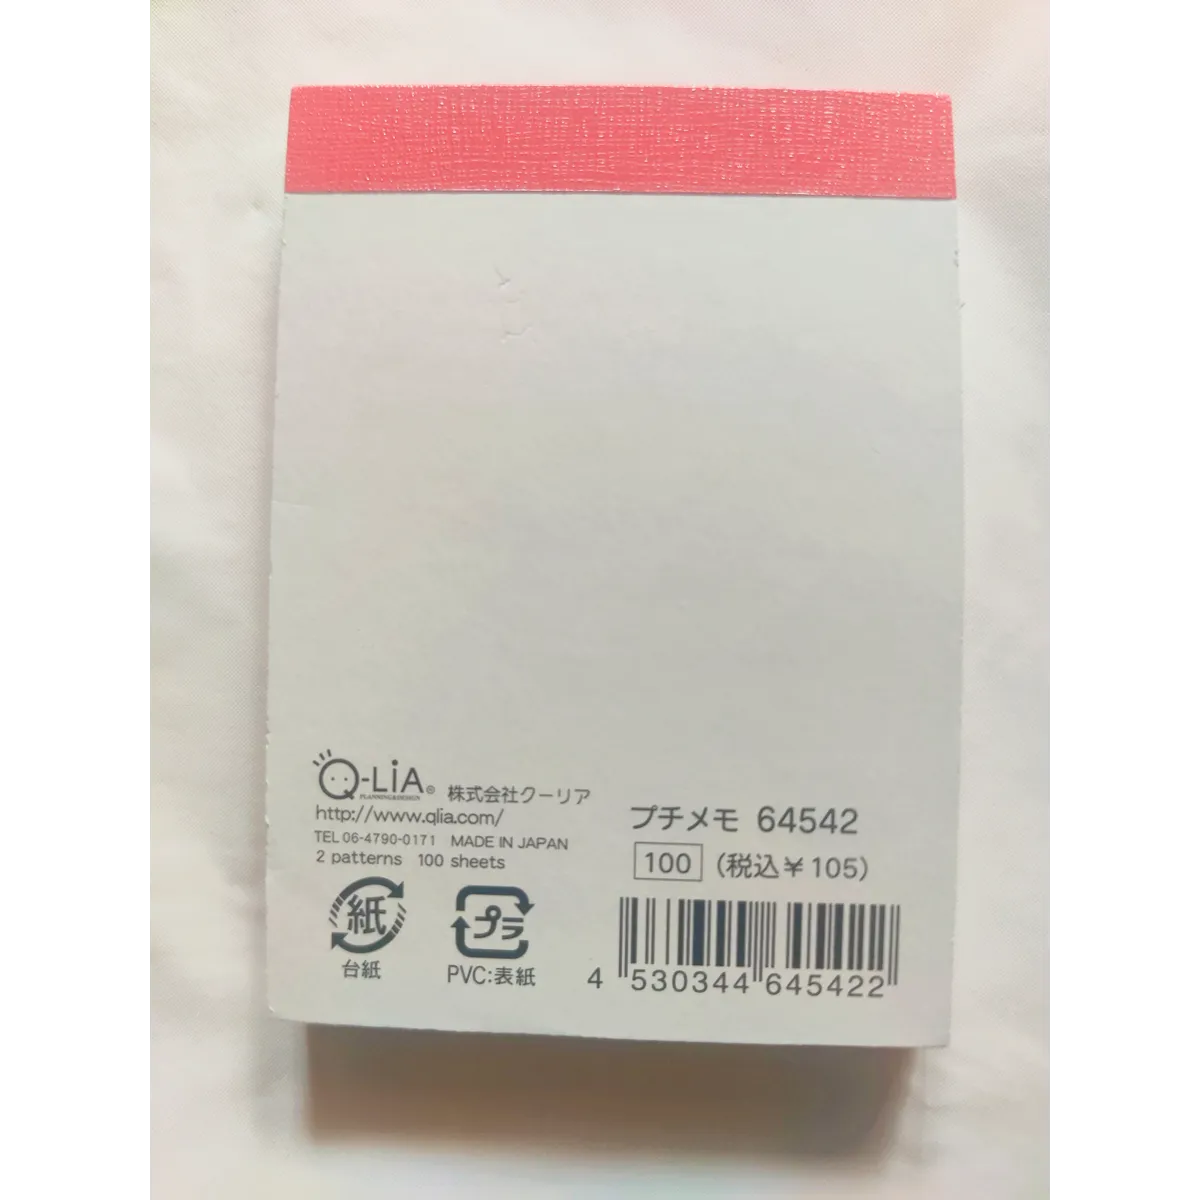 Q-LiA® 株式会社クーリア
PLANNING&DESIGN
http://www.qlia.com/
TEL 06-4790-0171 MADE IN JAPAN
2 patterns 100 sheets
紙
台紙
プラ
PVC:表紙
プチメモ 64542
100 (税込¥105)
4 530344 645422